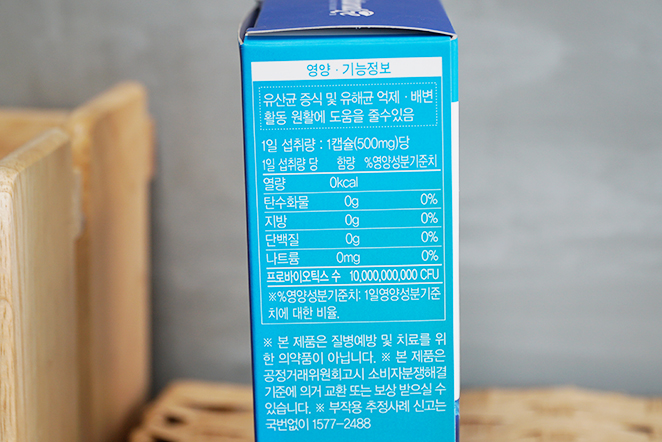 영양 · 기능정보
유산균 증식 및 유해균 억제 · 배변
활동 원활에 도움을 줄수있음
1일 섭취량 : 1캡슐(500mg)당
1일 섭취량 당 함량 %영양성분기준치
열량 0kcal
탄수화물 0g 0%
지방 0g 0%
단백질 0g 0%
나트륨 0mg 0%
프로바이오틱스 수 10,000,000,000 CFU
※%영양성분기준치: 1일영양성분기준
치에 대한 비율.
※ 본 제품은 질병예방 및 치료를 위
한 의약품이 아닙니다. ※ 본 제품은
공정거래위원회고시 소비자분쟁해결
기준에 의거 교환 또는 보상 받으실 수
있습니다. ※ 부작용 추정사례 신고는
국번없이 1577-2488